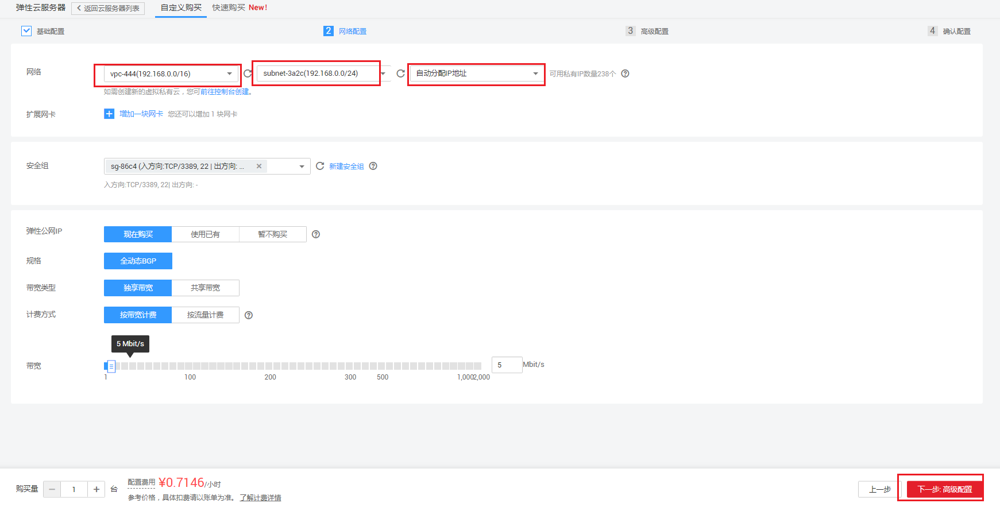 弹性云服务器 返回云服务器列表 自定义购买 快速购买 New!
基础配置 2 网络配置 3 高级配置 4 确认配置
网络 vpc-444(192.168.0.0/16) subnet-3a2c(192.168.0.0/24) 自动分配IP地址 可用私有IP数量238个
如需创建新的虚拟私有云，您可前往控制台创建。
扩展网卡 增加一块网卡 您还可以增加 1 块网卡
安全组 sg-86c4 (入方向:TCP/3389, 22 | 出方向: ... 新建安全组
入方向:TCP/3389, 22| 出方向: -
弹性公网IP 现在购买 使用已有 暂不购买
规格 全动态BGP
带宽类型 独享带宽 共享带宽
计费方式 按带宽计费 按流量计费
5 Mbit/s
带宽 5 Mbit/s
1 100 200 300 500 1,000 2,000
购买量 1 台 配置费用 ¥0.7146/小时
参考价格，具体扣费请以账单为准。 了解计费详情
上一步 下一步: 高级配置